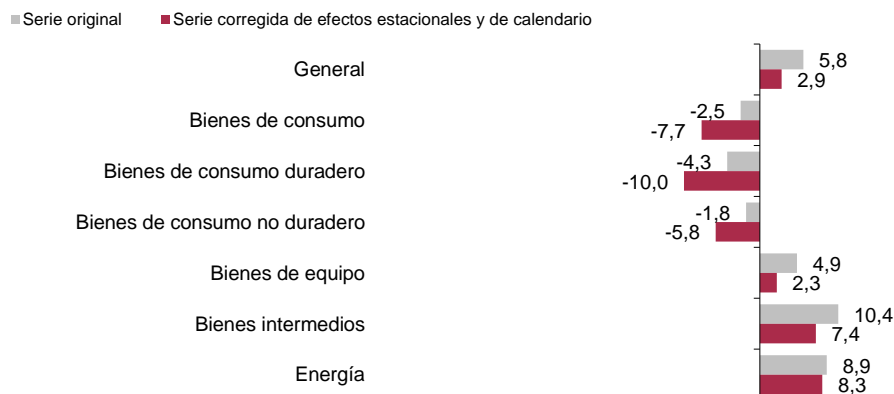 Serie original Serie corregida de efectos estacionales y de calendario
General 5,8
2,9
Bienes de consumo -2,5
-7,7
Bienes de consumo duradero -4,3
-10,0
Bienes de consumo no duradero -1,8
-5,8
Bienes de equipo 4,9
2,3
Bienes intermedios 10,4
7,4
Energía 8,9
8,3